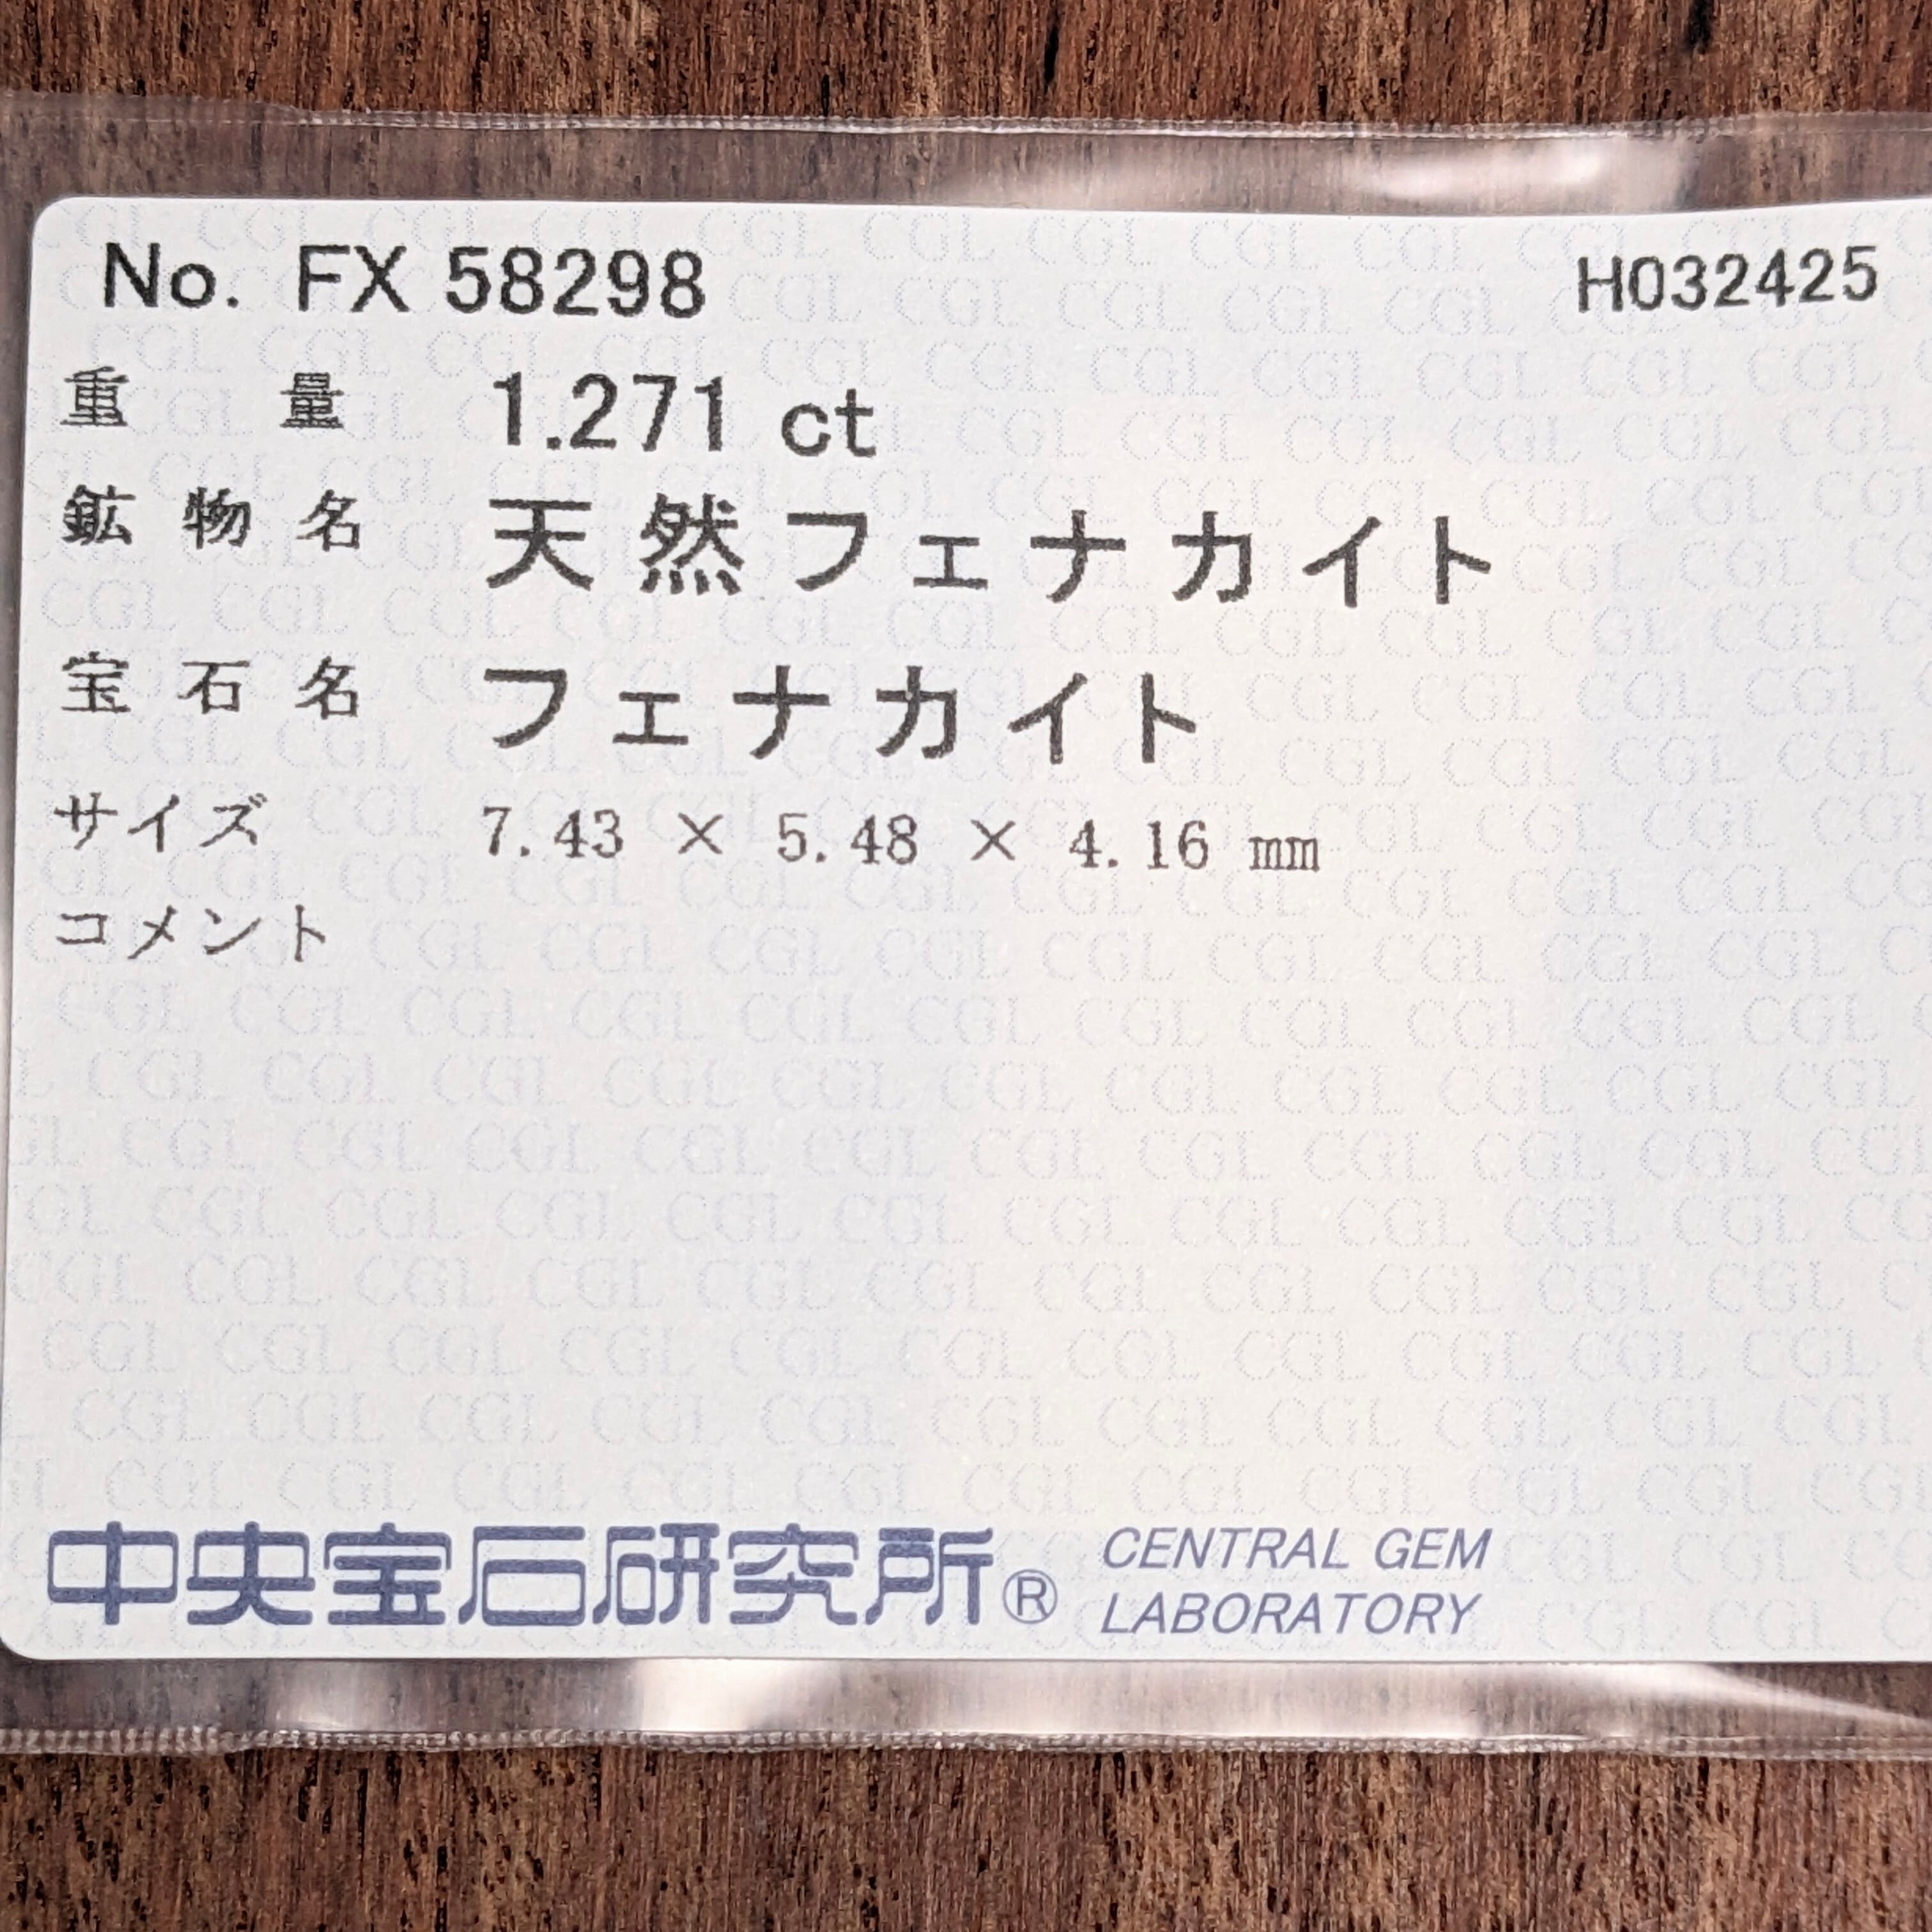 No. FX 58298 H032425
重量 1.271 ct
鉱物名 天然フェナカイト
宝石名 フェナカイト
サイズ 7.43 × 5.48 × 4.16 mm
コメント
中央宝石研究所® CENTRAL GEM
LABORATORY